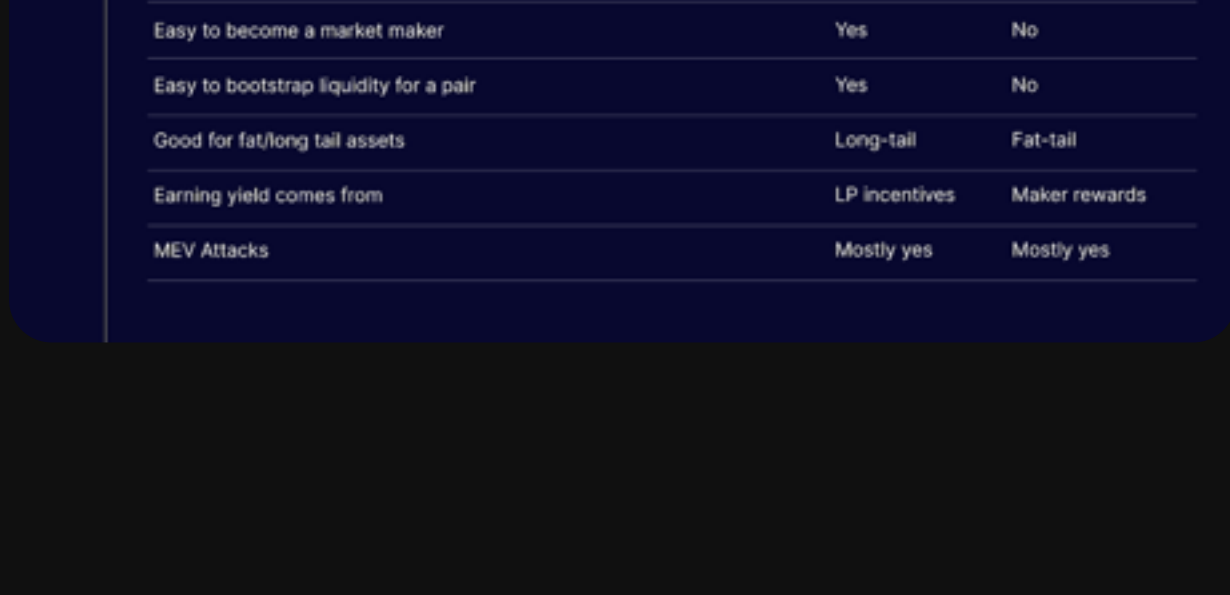 Easy to become a market maker Yes No
Easy to bootstrap liquidity for a pair Yes No
Good for fat/long tail assets Long-tail Fat-tail
Earning yield comes from LP incentives Maker rewards
MEV Attacks Mostly yes Mostly yes